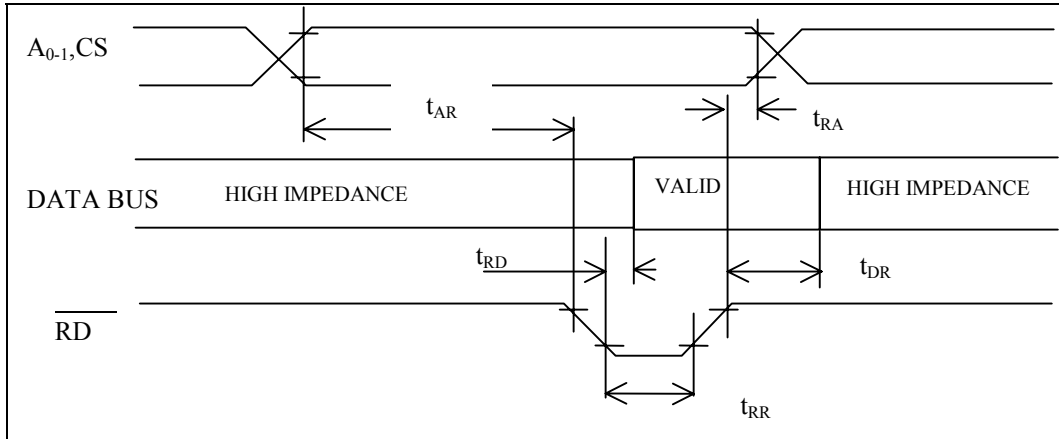 A0-1,CS
tAR
tRA
DATA BUS
HIGH IMPEDANCE
VALID
HIGH IMPEDANCE
tRD
tDR
RD
tRR